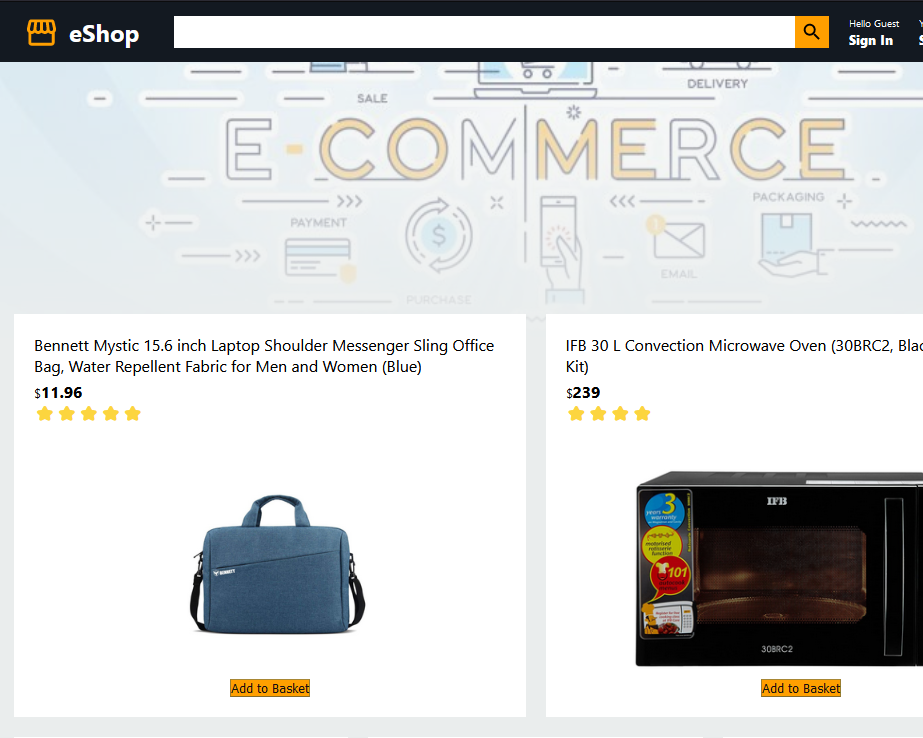 eShop
Hello Guest
Sign In
SALE
DELIVERY
E-COMMERCE
PAYMENT
PACKAGING
EMAIL
PURCHASE
Bennett Mystic 15.6 inch Laptop Shoulder Messenger Sling Office
Bag, Water Repellent Fabric for Men and Women (Blue)
$11.96
BENNETT
Add to Basket
IFB 30 L Convection Microwave Oven (30BRC2, Blac
Kit)
$239
IFB
3
years
warranty
motorised
rotisserie
function
101
30BRC2
Add to Basket